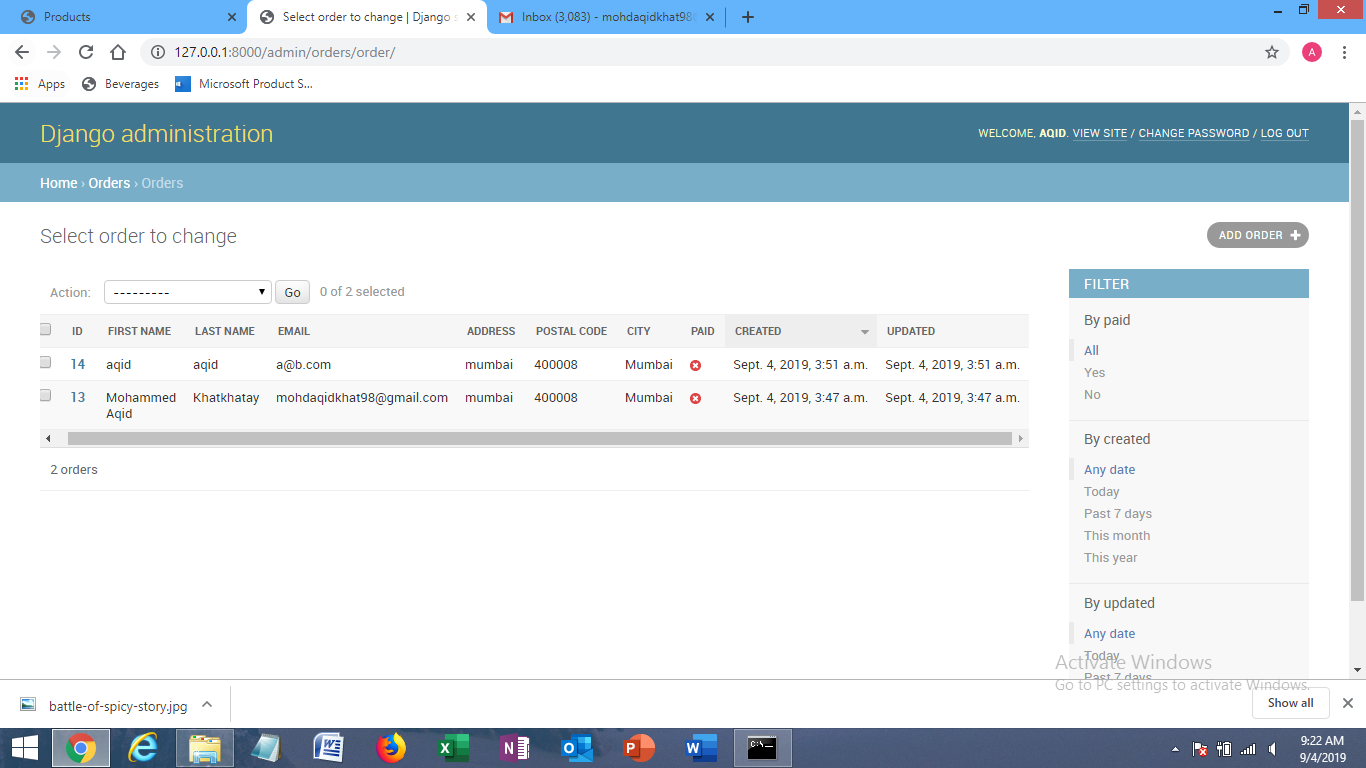 Products
Select order to change | Django s
Inbox (3,083) - mohdaqidkhat98
127.0.0.1:8000/admin/orders/order/
A
Apps
Beverages
Microsoft Product S...
Django administration
WELCOME, AQID. VIEW SITE / CHANGE PASSWORD / LOG OUT
Home › Orders › Orders
Select order to change
ADD ORDER +
Action: --------- Go 0 of 2 selected
ID FIRST NAME LAST NAME EMAIL ADDRESS POSTAL CODE CITY PAID CREATED UPDATED
14 aqid aqid a@b.com mumbai 400008 Mumbai Sept. 4, 2019, 3:51 a.m. Sept. 4, 2019, 3:51 a.m.
13 Mohammed Aqid Khatkhatay mohdaqidkhat98@gmail.com mumbai 400008 Mumbai Sept. 4, 2019, 3:47 a.m. Sept. 4, 2019, 3:47 a.m.
2 orders
FILTER
By paid
All
Yes
No
By created
Any date
Today
Past 7 days
This month
This year
By updated
Any date
Today
Past 7 days
Activate Windows
Go to PC settings to activate Windows.
battle-of-spicy-story.jpg
Show all
9:22 AM
9/4/2019